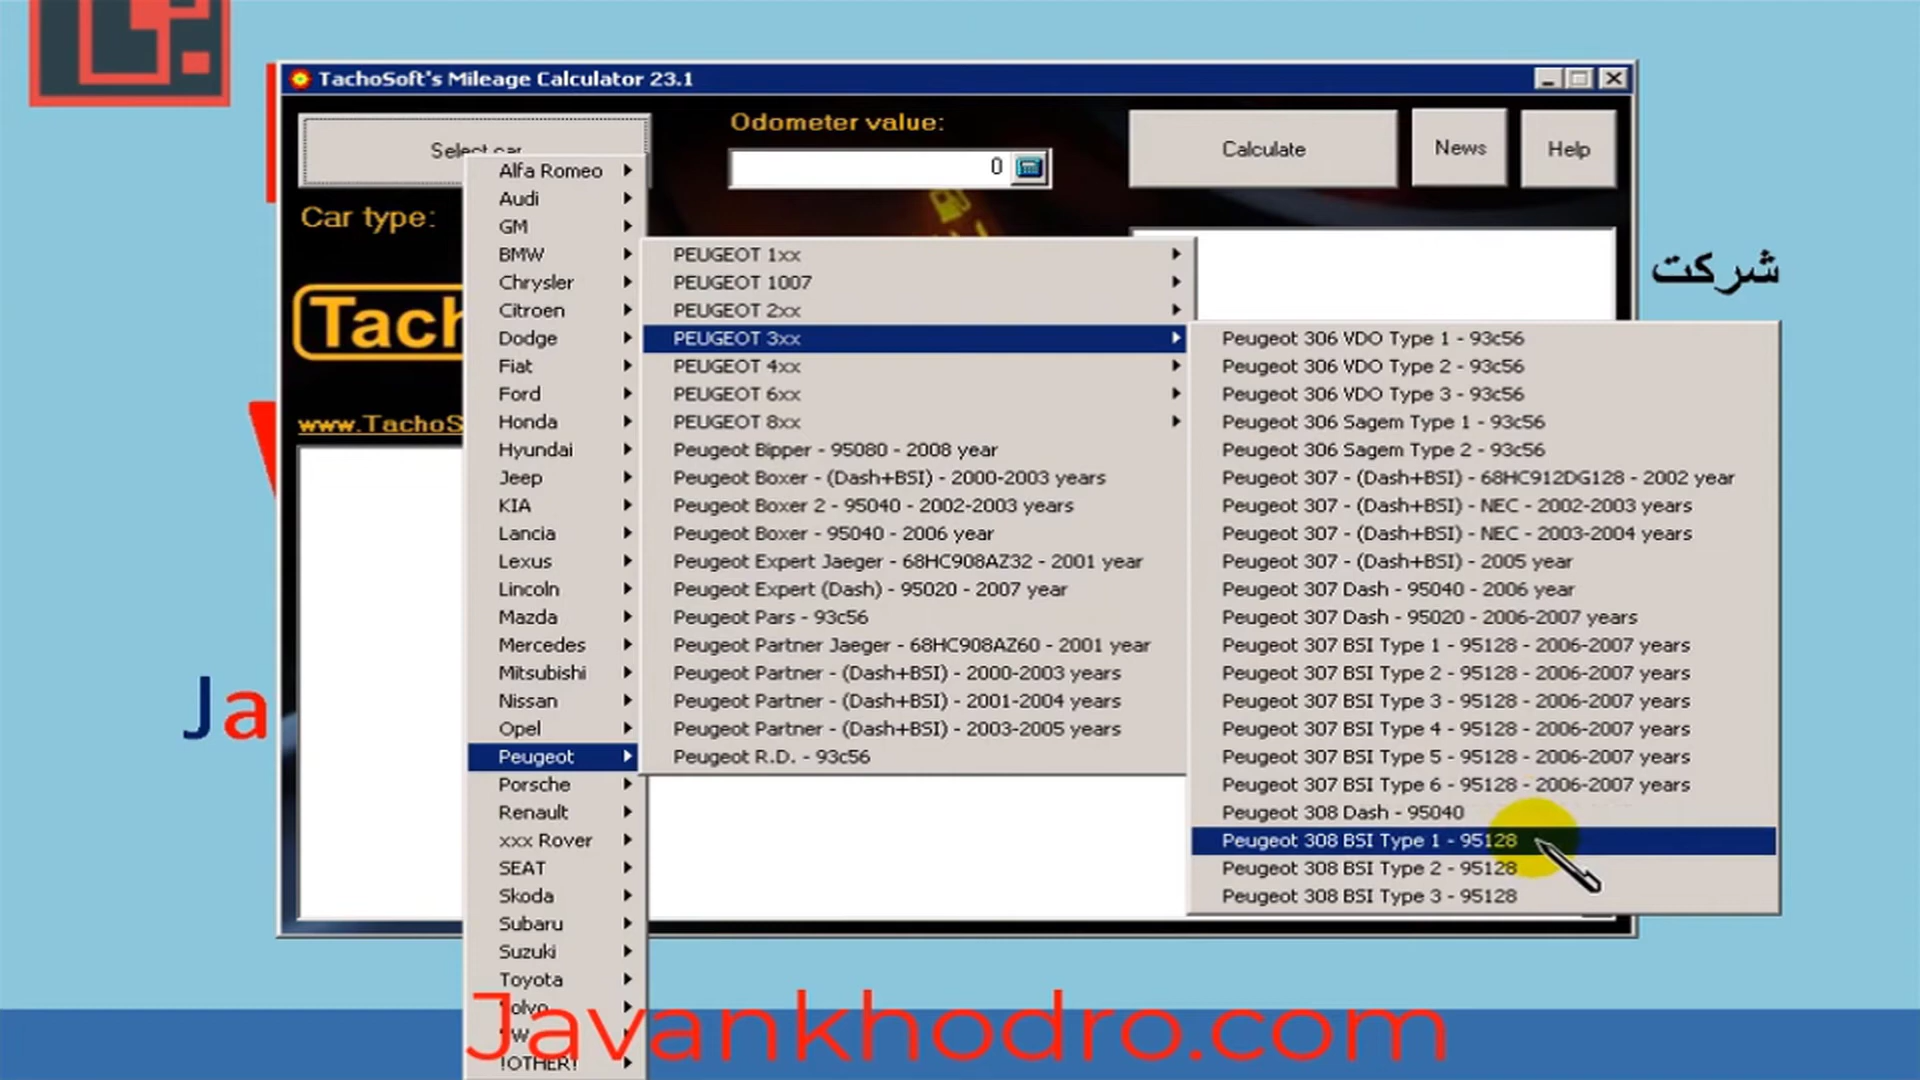 TachoSoft's Mileage Calculator 23.1
Select car
Odometer value:
0
Calculate
News
Help
Car type:
Tach
www.TachoS
Alfa Romeo
Audi
GM
BMW
Chrysler
Citroen
Dodge
Fiat
Ford
Honda
Hyundai
Jeep
KIA
Lancia
Lexus
Lincoln
Mazda
Mercedes
Mitsubishi
Nissan
Opel
Peugeot
Porsche
Renault
xxx Rover
SEAT
Skoda
Subaru
Suzuki
Toyota
!OTHER!
PEUGEOT 1xx
PEUGEOT 1007
PEUGEOT 2xx
PEUGEOT 3xx
PEUGEOT 4xx
PEUGEOT 6xx
PEUGEOT 8xx
Peugeot Bipper - 95080 - 2008 year
Peugeot Boxer - (Dash+BSI) - 2000-2003 years
Peugeot Boxer 2 - 95040 - 2002-2003 years
Peugeot Boxer - 95040 - 2006 year
Peugeot Expert Jaeger - 68HC908AZ32 - 2001 year
Peugeot Expert (Dash) - 95020 - 2007 year
Peugeot Pars - 93c56
Peugeot Partner Jaeger - 68HC908AZ60 - 2001 year
Peugeot Partner - (Dash+BSI) - 2000-2003 years
Peugeot Partner - (Dash+BSI) - 2001-2004 years
Peugeot Partner - (Dash+BSI) - 2003-2005 years
Peugeot R.D. - 93c56
Peugeot 306 VDO Type 1 - 93c56
Peugeot 306 VDO Type 2 - 93c56
Peugeot 306 VDO Type 3 - 93c56
Peugeot 306 Sagem Type 1 - 93c56
Peugeot 306 Sagem Type 2 - 93c56
Peugeot 307 - (Dash+BSI) - 68HC912DG128 - 2002 year
Peugeot 307 - (Dash+BSI) - NEC - 2002-2003 years
Peugeot 307 - (Dash+BSI) - NEC - 2003-2004 years
Peugeot 307 - (Dash+BSI) - 2005 year
Peugeot 307 Dash - 95040 - 2006 year
Peugeot 307 Dash - 95020 - 2006-2007 years
Peugeot 307 BSI Type 1 - 95128 - 2006-2007 years
Peugeot 307 BSI Type 2 - 95128 - 2006-2007 years
Peugeot 307 BSI Type 3 - 95128 - 2006-2007 years
Peugeot 307 BSI Type 4 - 95128 - 2006-2007 years
Peugeot 307 BSI Type 5 - 95128 - 2006-2007 years
Peugeot 307 BSI Type 6 - 95128 - 2006-2007 years
Peugeot 308 Dash - 95040
Peugeot 308 BSI Type 1 - 95128
Peugeot 308 BSI Type 2 - 95128
Peugeot 308 BSI Type 3 - 95128
شرکت
Ja
Javankhodro.com